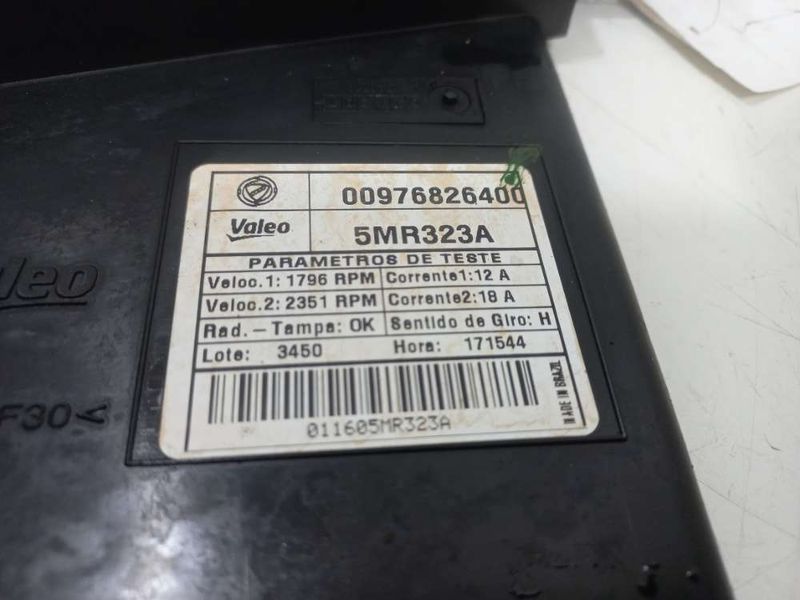 00976826400
Valeo
5MR323A
PARAMETROS DE TESTE
Veloc.1: 1796 RPM Corrente1: 12 A
Veloc.2: 2351 RPM Corrente2: 18 A
Rad.-Tampa: OK Sentido de Giro: H
Lote: 3450 Hora: 171544
MADE IN BRAZIL
011605MR323A
leo
F30<